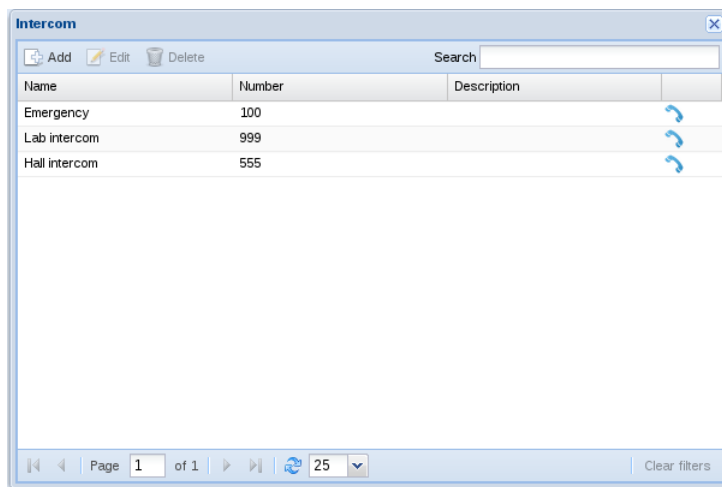 Intercom
Add Edit Delete Search
Name Number Description
Emergency 100
Lab intercom 999
Hall intercom 555
Page 1 of 1 25 Clear filters